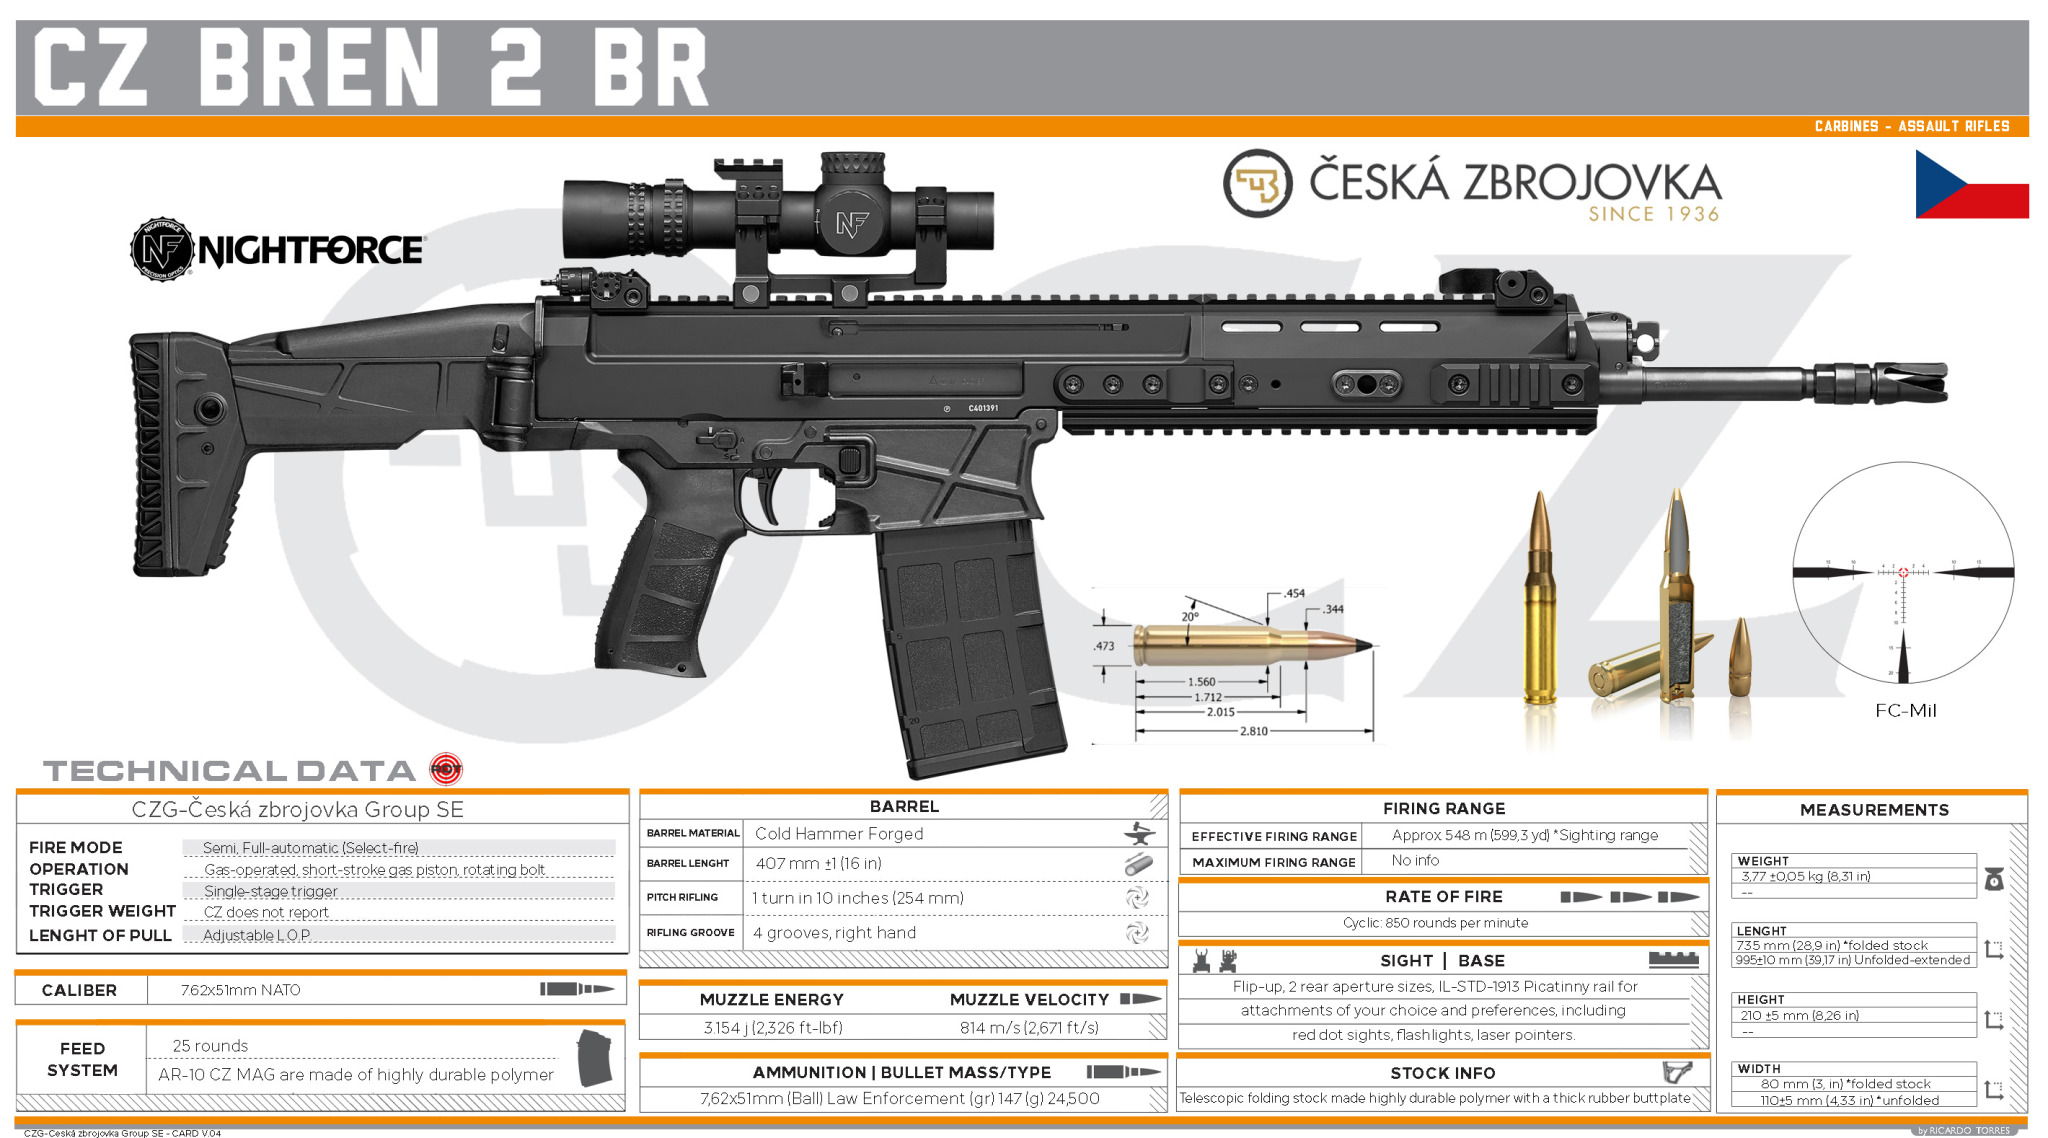 CZ BREN 2 BR
CARBINES - ASSAULT RIFLES
ČESKÁ ZBROJOVKA
SINCE 1936
NIGHTFORCE
NF
PRECISION OPTICS
NIGHTFORCE
NF
C401391
.454
.344
20°
.473
1.560
1.712
2.015
2.810
FC-Mil
TECHNICAL DATA
CZG-Česká zbrojovka Group SE
FIRE MODE Semi, Full-automatic (Select-fire)
OPERATION Gas-operated, short-stroke gas piston, rotating bolt
TRIGGER Single-stage trigger
TRIGGER WEIGHT CZ does not report
LENGHT OF PULL Adjustable L.O.P.
CALIBER 7.62x51mm NATO
FEED SYSTEM
25 rounds
AR-10 CZ MAG are made of highly durable polymer
BARREL
BARREL MATERIAL Cold Hammer Forged
BARREL LENGHT 407 mm ±1 (16 in)
PITCH RIFLING 1 turn in 10 inches (254 mm)
RIFLING GROOVE 4 grooves, right hand
MUZZLE ENERGY MUZZLE VELOCITY
3.154 j (2,326 ft-lbf) 814 m/s (2,671 ft/s)
AMMUNITION | BULLET MASS/TYPE
7,62x51mm (Ball) Law Enforcement (gr) 147 (g) 24,500
FIRING RANGE
EFFECTIVE FIRING RANGE Approx 548 m (599,3 yd) *Sighting range
MAXIMUM FIRING RANGE No info
RATE OF FIRE
Cyclic: 850 rounds per minute
SIGHT | BASE
Flip-up, 2 rear aperture sizes, IL-STD-1913 Picatinny rail for
attachments of your choice and preferences, including
red dot sights, flashlights, laser pointers.
STOCK INFO
Telescopic folding stock made highly durable polymer with a thick rubber buttplate
MEASUREMENTS
WEIGHT
3,77 ±0,05 kg (8,31 in)
--
LENGHT
735 mm (28,9 in) *folded stock
995±10 mm (39,17 in) Unfolded-extended
HEIGHT
210 ±5 mm (8,26 in)
--
WIDTH
80 mm (3, in) *folded stock
110±5 mm (4,33 in) *unfolded
CZG-Česká zbrojovka Group SE - CARD V.04
by RICARDO TORRES